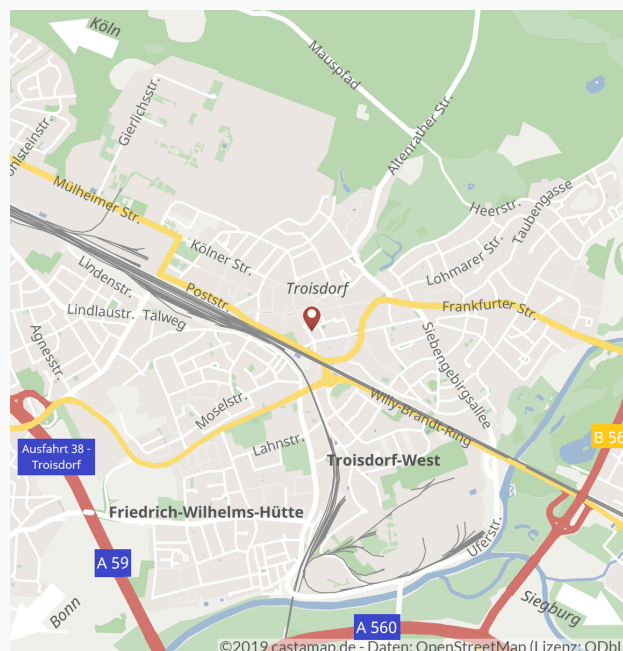 Köln
Mauspfad
Gierlichsstr.
Altenrather Str.
ohlsteinstr.
Mülheimer Str.
Heerstr.
Taubengasse
Kölner Str.
Lohmarer Str.
Lindenstr.
Poststr.
Troisdorf
Lindlaustr.
Talweg
Frankfurter Str.
Agnesstr.
Siebengebirgsallee
Moselstr.
Willy-Brandt-Ring
Lahnstr.
B 56
Ausfahrt 38 -
Troisdorf
Troisdorf-West
Friedrich-Wilhelms-Hütte
Uferstr.
A 59
Bonn
Siegburg
A 560
©2019 castamap.de - Daten: OpenStreetMap (Lizenz: ODbL